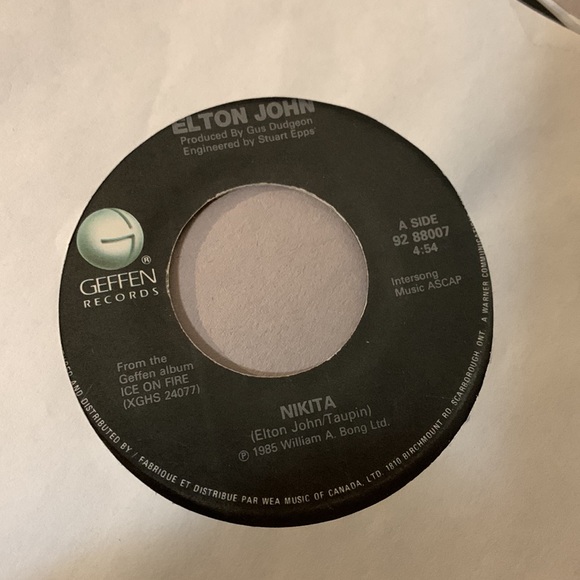 ELTON JOHN
Produced By Gus Dudgeon
Engineered by Stuart Epps
G
GEFFEN ®
RECORDS
A SIDE
92 88007
4:54
Intersong
Music ASCAP
From the
Geffen album
ICE ON FIRE
(XGHS 24077)
NIKITA
(Elton John/Taupin)
℗ 1985 William A. Bong Ltd.
AND DISTRIBUTED BY / FABRIQUE ET DISTRIBUE PAR WEA MUSIC OF CANADA, LTD. 1810 BIRCHMOUNT RD. SCARBOROUGH, ONT. A WARNER